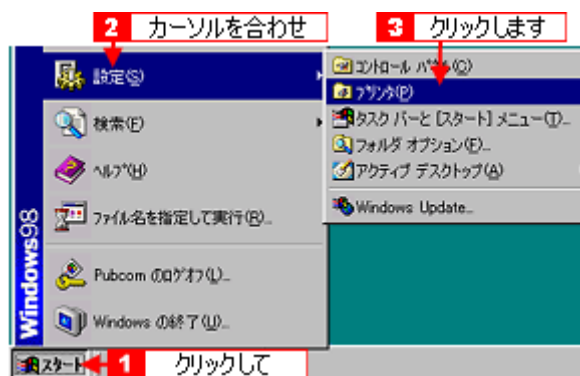 2 カーソルを合わせ
3 クリックします
設定(S)
検索(F)
ヘルプ(H)
ファイル名を指定して実行(R)...
Pubcom のログオフ(L)...
Windows の終了(U)...
Windows98
コントロール パネル(C)
プリンタ(P)
タスク バーと [スタート] メニュー(T)...
フォルダ オプション(F)...
アクティブ デスクトップ(A)
Windows Update...
スタート
1 クリックして